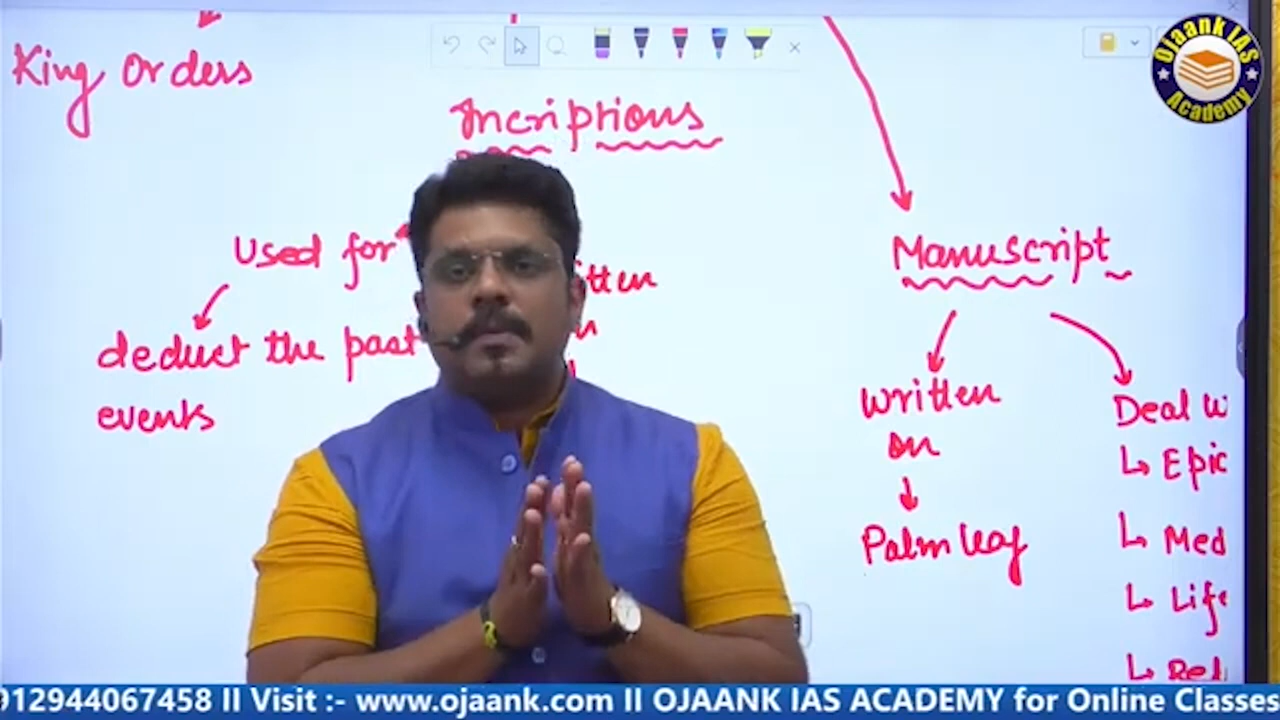 King Orders
Incriptions
Used for
deduct the past
events
Manuscript
Written
on
Palm leaf
Deal
Epic
Med
Life
Ojaank IAS
Academy
912944067458 II Visit :- www.ojaank.com II OJAANK IAS ACADEMY for Online Classes